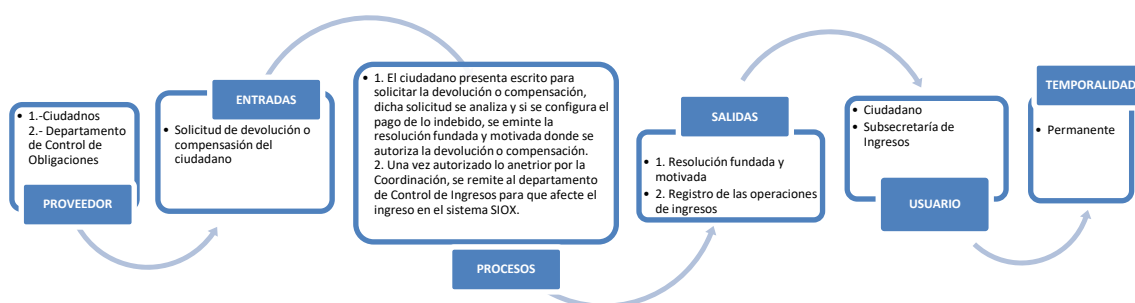 • 1.-Ciudadnos
2.- Departamento
de Control de
Obligaciones
PROVEEDOR
ENTRADAS
• Solicitud de devolución o
compensasión del
ciudadano
• 1. El ciudadano presenta escrito para
solicitar la devolución o compensación,
dicha solicitud se analiza y si se configura el
pago de lo indebido, se eminte la
resolución fundada y motivada donde se
autoriza la devolución o compensación.
2. Una vez autorizado lo anetrior por la
Coordinación, se remite al departamento
de Control de Ingresos para que afecte el
ingreso en el sistema SIOX.
PROCESOS
SALIDAS
• 1. Resolución fundada y
motivada
• 2. Registro de las operaciones
de ingresos
• Ciudadano
• Subsecretaría de
Ingresos
USUARIO
TEMPORALIDAD
• Permanente